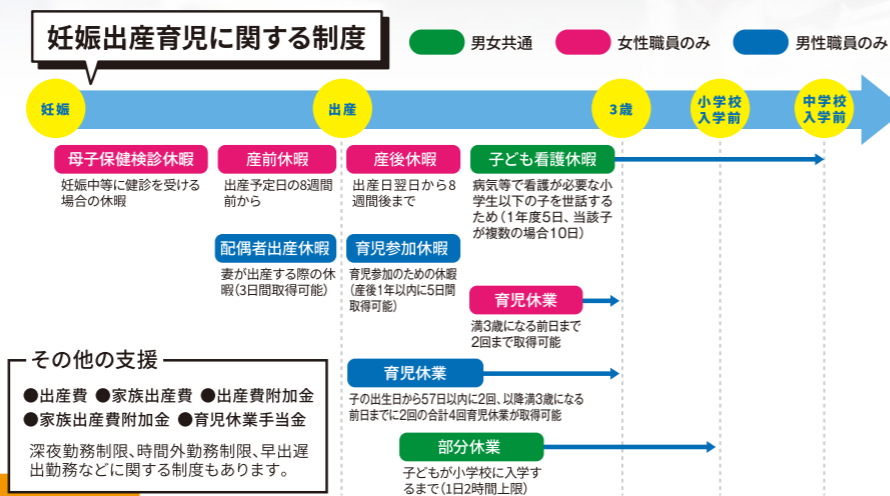 妊娠出産育児に関する制度
男女共通
女性職員のみ
男性職員のみ
妊娠
出産
3歳
小学校
入学前
中学校
入学前
母子保健検診休暇
妊娠中等に健診を受ける
場合の休暇
産前休暇
出産予定日の8週間
前から
産後休暇
出産日翌日から8
週間後まで
子ども看護休暇
病気等で看護が必要な小
学生以下の子を世話する
ため（1年度5日、当該子
が複数の場合10日）
配偶者出産休暇
妻が出産する際の休
暇（3日間取得可能）
育児参加休暇
育児参加のための休暇
（産後1年以内に5日間
取得可能）
育児休業
満3歳になる前日まで
2回まで取得可能
育児休業
子の出生日から57日以内に2回、以降満3歳になる
前日までに2回の合計4回育児休業が取得可能
部分休業
子どもが小学校に入学す
るまで（1日2時間上限）
その他の支援
●出産費 ●家族出産費 ●出産費附加金
●家族出産費附加金 ●育児休業手当金
深夜勤務制限、時間外勤務制限、早出遅
出勤務などに関する制度もあります。